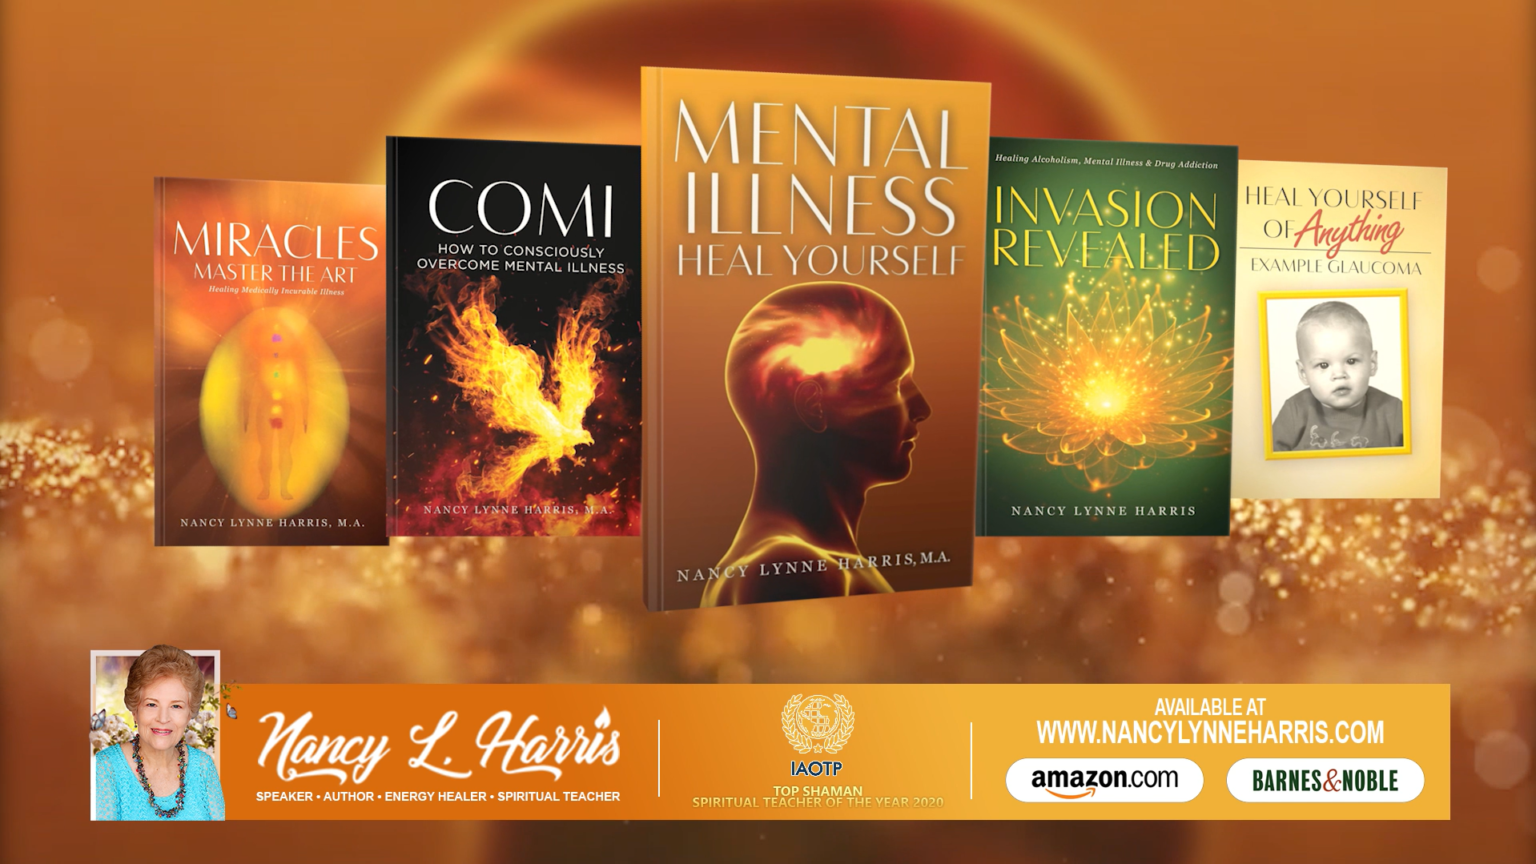 MIRACLES
MASTER THE ART
Healing Medically Incurable Illness
NANCY LYNNE HARRIS, M.A.
COMI
HOW TO CONSCIOUSLY
OVERCOME MENTAL ILLNESS
NANCY LYNNE HARRIS, M.A.
MENTAL
ILLNESS
HEAL YOURSELF
NANCY LYNNE HARRIS, M.A.
Healing Alcoholism, Mental Illness & Drug Addiction
INVASION
REVEALED
NANCY LYNNE HARRIS
HEAL YOURSELF
OF Anything
EXAMPLE GLAUCOMA
Nancy L. Harris
SPEAKER • AUTHOR • ENERGY HEALER • SPIRITUAL TEACHER
IAOTP
TOP SHAMAN
SPIRITUAL TEACHER OF THE YEAR 2020
AVAILABLE AT
WWW.NANCYLYNNEHARRIS.COM
amazon.com
BARNES&NOBLE